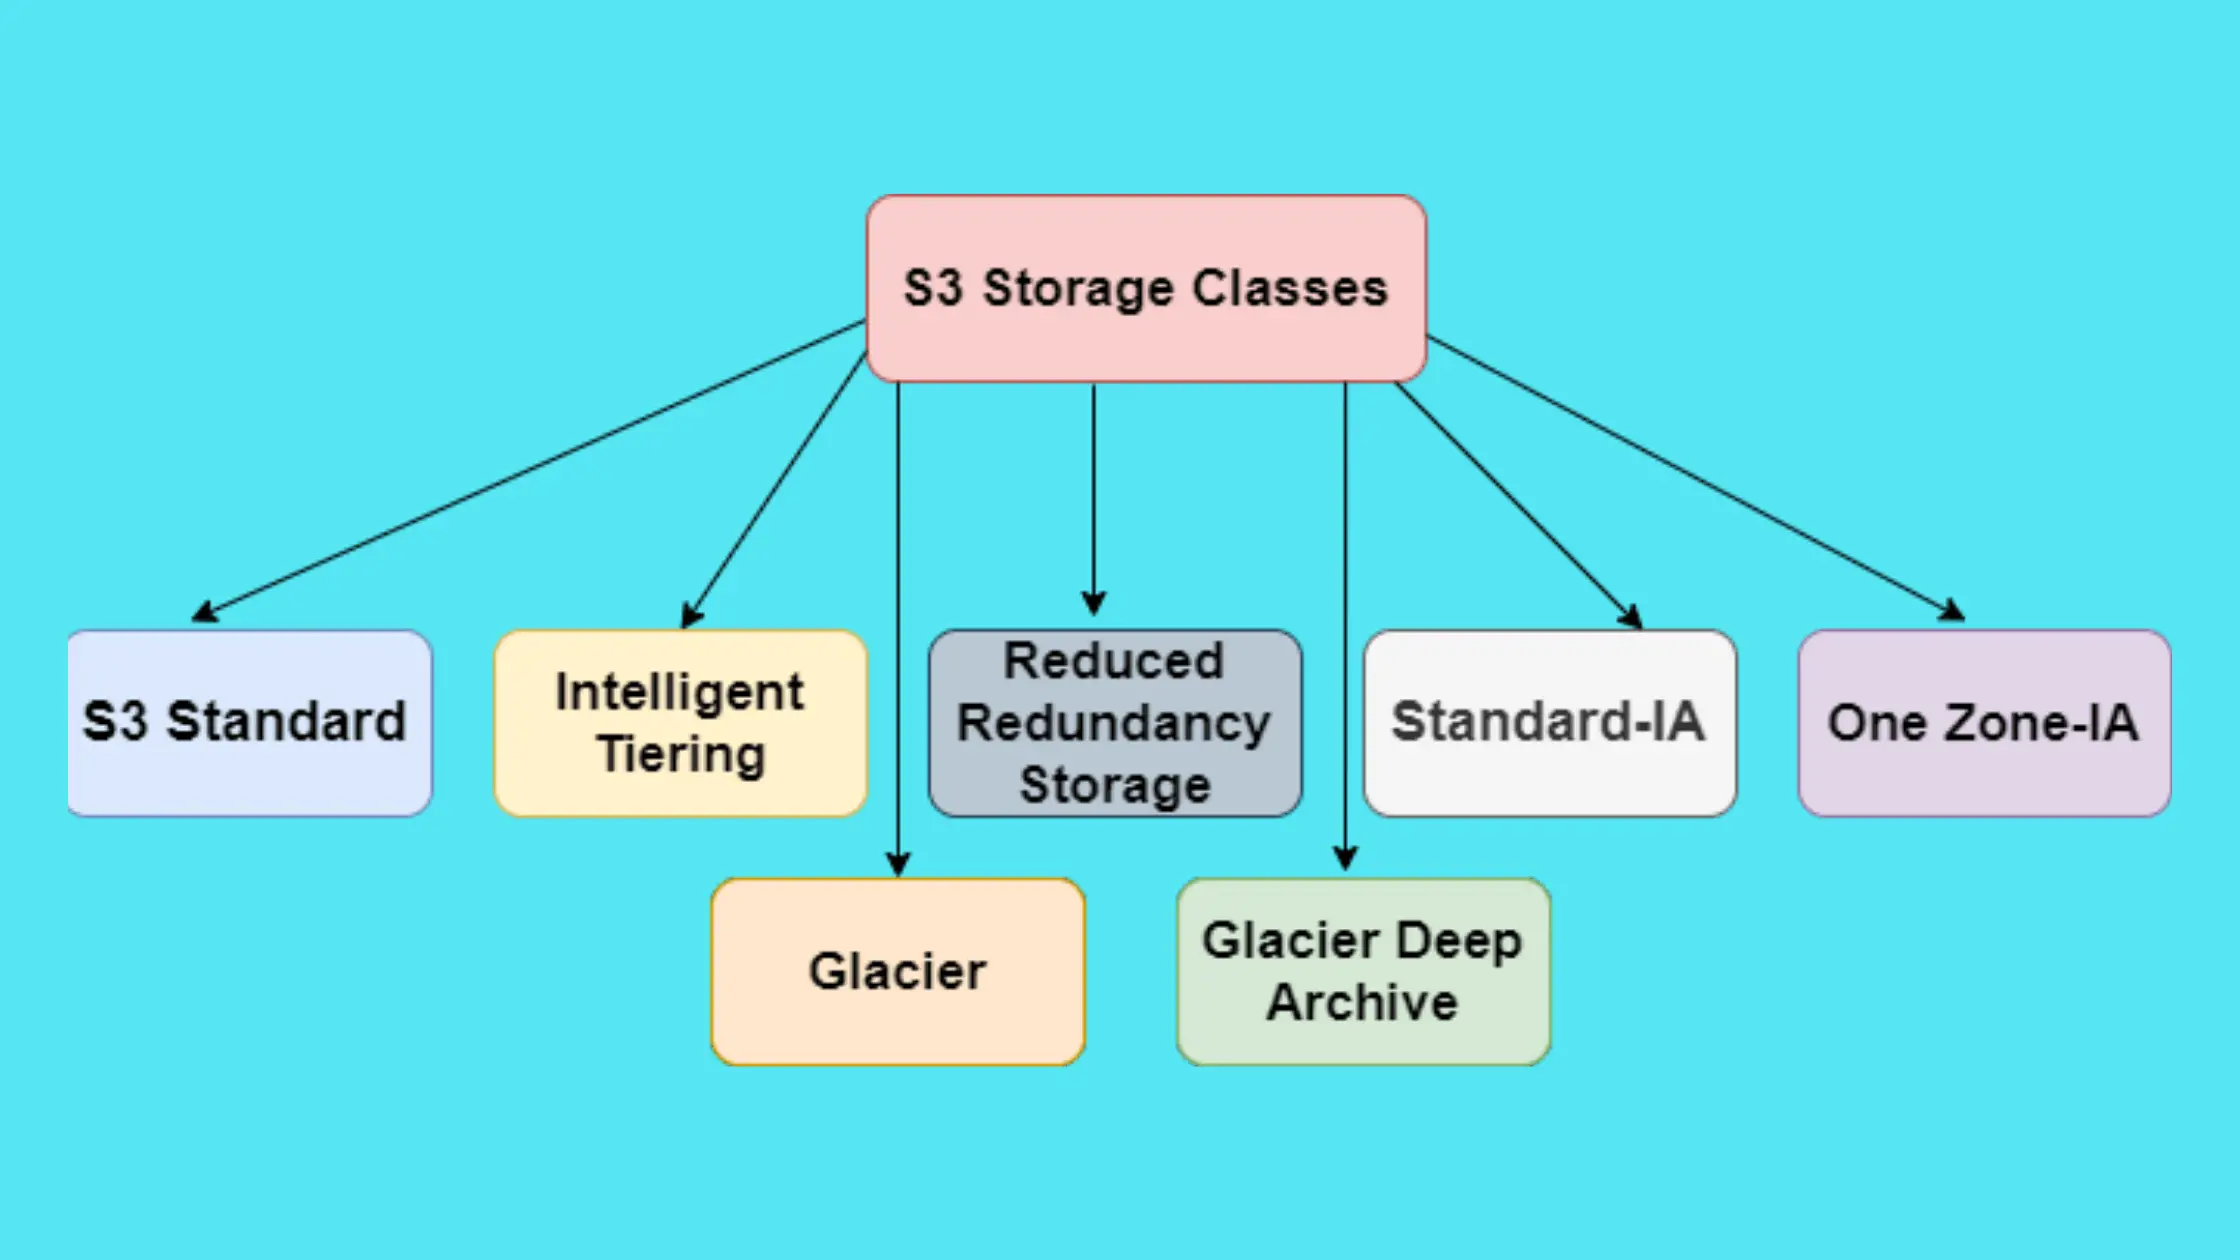 S3 Storage Classes
S3 Standard
Intelligent
Tiering
Reduced
Redundancy
Storage
Standard-IA
One Zone-IA
Glacier
Glacier Deep
Archive